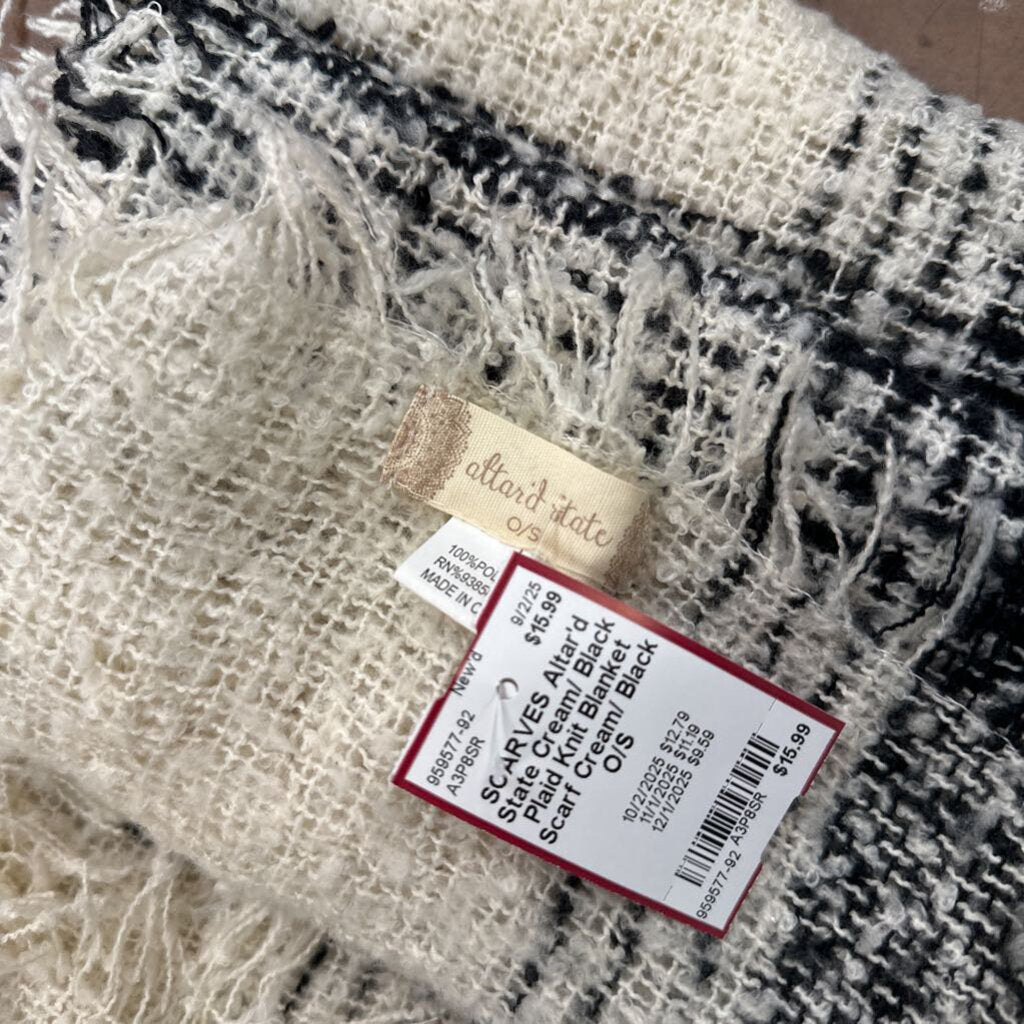 altar'd state
O/S
100%POL
RN%9385
MADE IN C
9/2/25
$15.99
New'd
959577-92
A3P8SR
SCARVES Altar'd
State Cream/ Black
Plaid Knit Blanket
Scarf Cream/ Black
O/S
10/2/2025 $12.79
11/1/2025 $11.19
12/1/2025 $9.59
959577-92 A3P8SR
$15.99